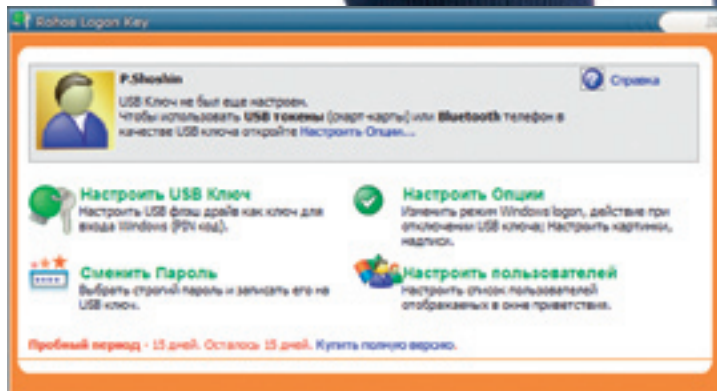 Rohos Logon Key
P.Shoshin
Справка
USB Ключ не был еще настроен.
Чтобы использовать USB токены (смарт-карты) или Bluetooth телефон в
качестве USB ключа откройте Настроить Опции...
Настроить USB Ключ
Настроить USB флэш драйв как ключ для
входа Windows (PIN код).
Настроить Опции
Изменить режим Windows logon, действие при
отключении USB ключа; Настроить картинки,
надписи.
Сменить Пароль
Выбрать строгий пароль и записать его на
USB ключ.
Настроить пользователей
Настроить список пользователей
отображаемых в окне приветствия.
Пробный период - 15 дней. Осталось 15 дней. Купить полную версию.